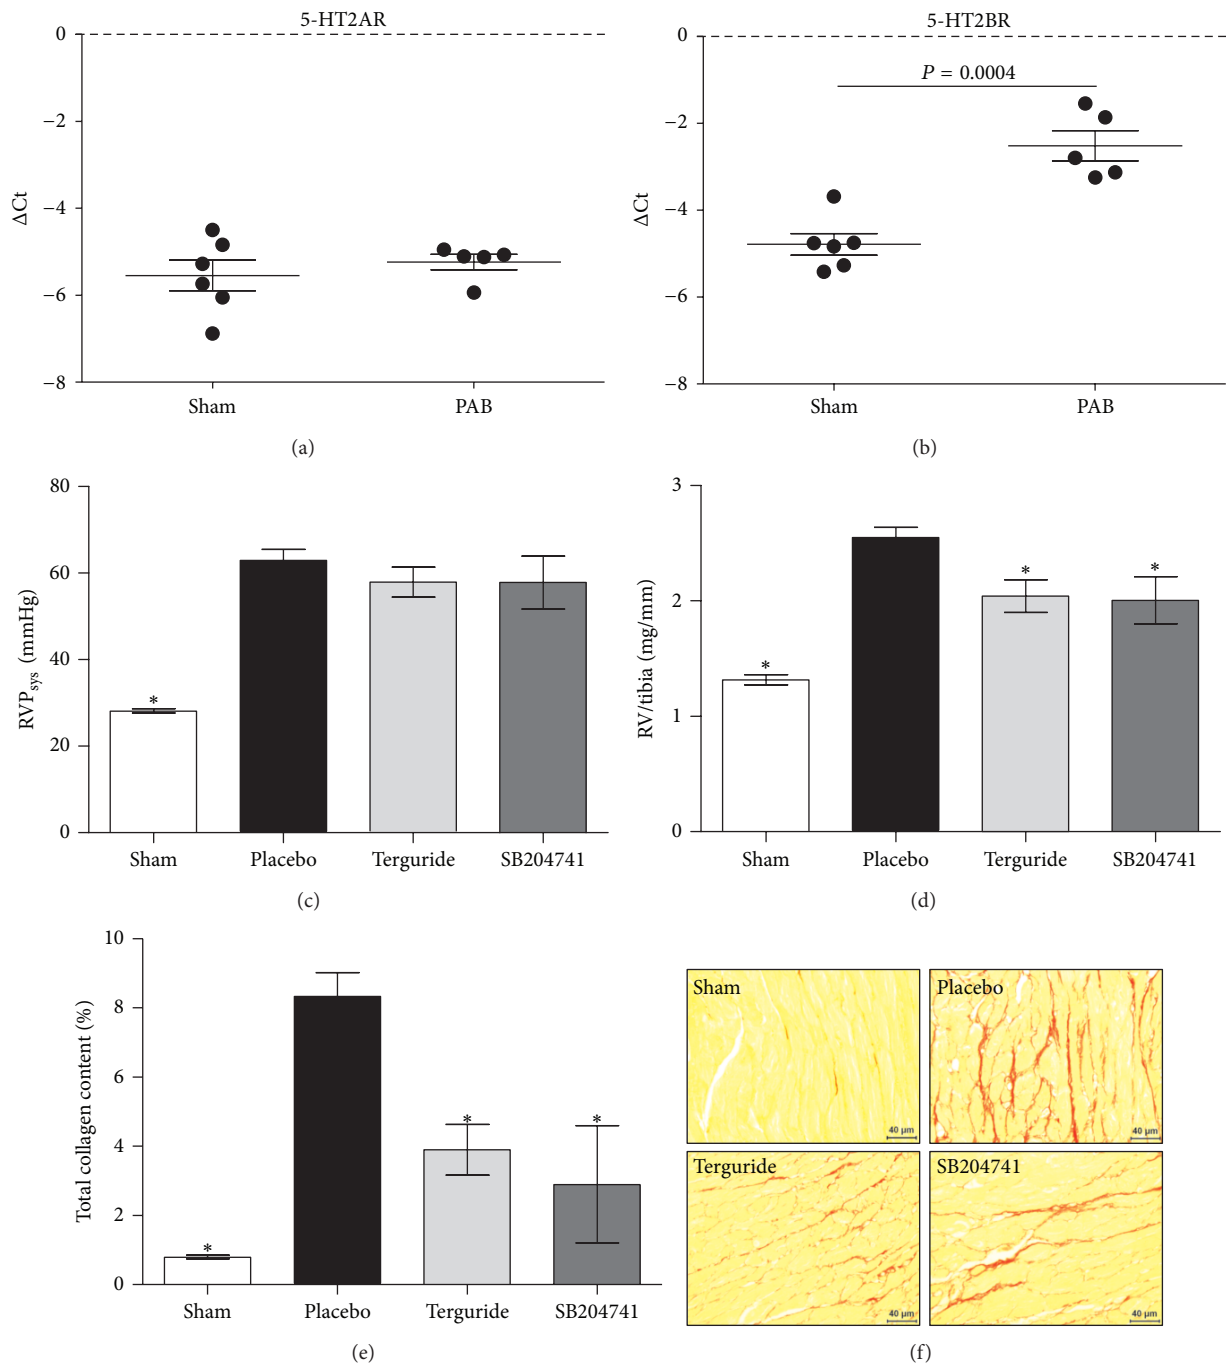 5-HT2AR
0
−2
−4
−6
−8
ΔCt
Sham
PAB
(a)
5-HT2BR
0
−2
−4
−6
−8
ΔCt
P = 0.0004
Sham
PAB
(b)
80
60
40
20
0
RVPsys (mmHg)
*
Sham
Placebo
Terguride
SB204741
(c)
3
2
1
0
RV/tibia (mg/mm)
*
*
*
Sham
Placebo
Terguride
SB204741
(d)
10
8
6
4
2
0
Total collagen content (%)
*
*
*
Sham
Placebo
Terguride
SB204741
(e)
Sham
40 μm
Placebo
40 μm
Terguride
40 μm
SB204741
40 μm
(f)